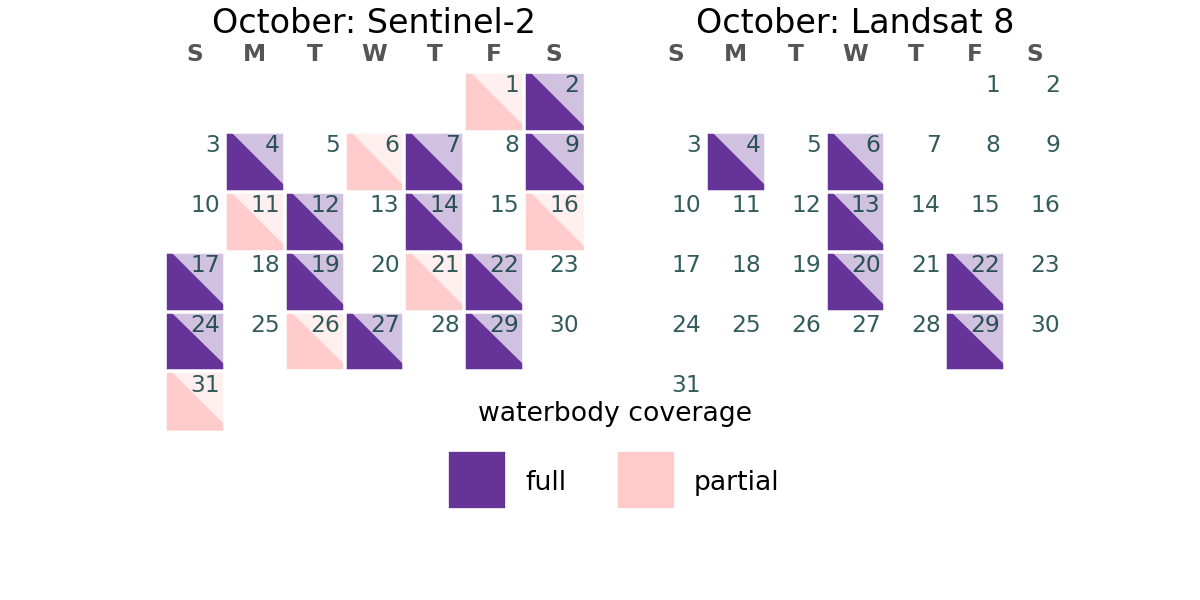 October: Sentinel-2
S M T W T F S
1 2
3 4 5 6 7 8 9
10 11 12 13 14 15 16
17 18 19 20 21 22 23
24 25 26 27 28 29 30
31
October: Landsat 8
S M T W T F S
1 2
3 4 5 6 7 8 9
10 11 12 13 14 15 16
17 18 19 20 21 22 23
24 25 26 27 28 29 30
31
waterbody coverage
full
partial